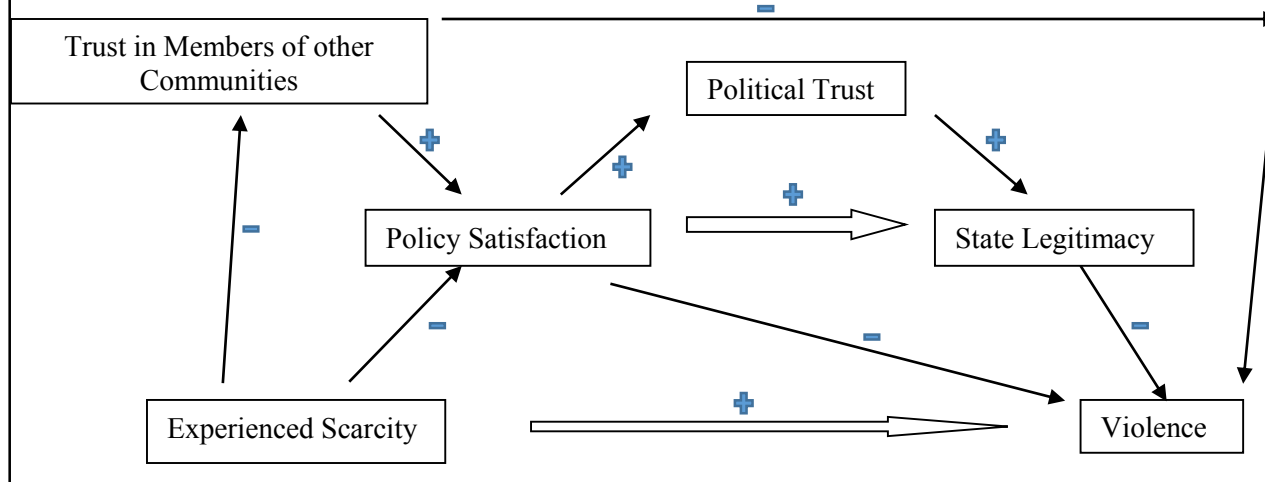 Trust in Members of other
Communities
Political Trust
Policy Satisfaction
State Legitimacy
Experienced Scarcity
Violence